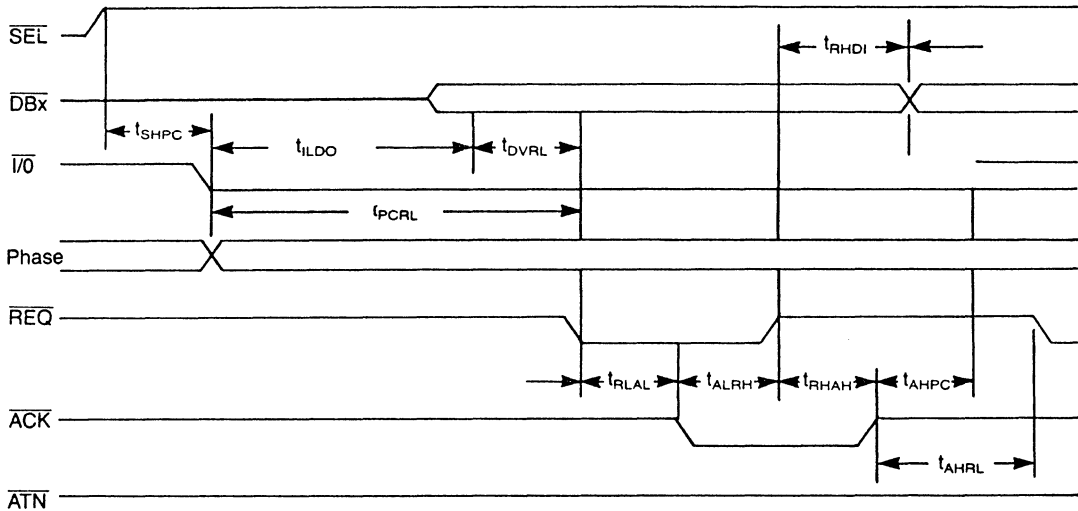 SEL
tRHDI
DBx
tSHPC
tILDO
tDVRL
I/O
tPCRL
Phase
REQ
tRLAL
tALRH
tRHAH
tAHPC
ACK
tAHRL
ATN